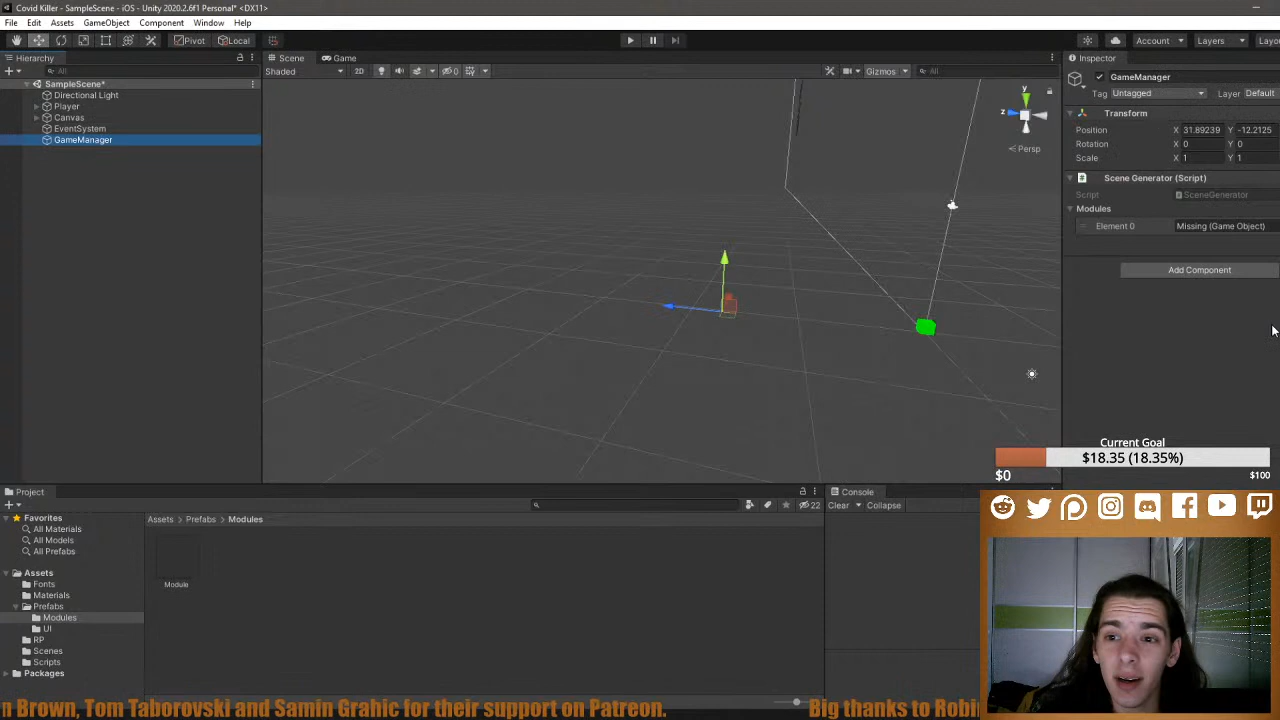 Covid Killer - SampleScene - iOS - Unity 2020.2.6f1 Personal* <DX11>
File Edit Assets GameObject Component Window Help
Pivot Local Account Layers Layou
Hierarchy
All
SampleScene*
Directional Light
Player
Canvas
EventSystem
GameManager
Scene Game
Shaded 2D 0 Gizmos All
y
z
Persp
Inspector
GameManager
Tag Untagged Layer Default
Transform
Position X 31.89239 Y -12.2125
Rotation X 0 Y 0
Scale X 1 Y 1
Scene Generator (Script)
Script SceneGenerator
Modules
Element 0 Missing (Game Object)
Add Component
Current Goal
$18.35 (18.35%)
$0 $100
Project
22
Favorites
All Materials
All Models
All Prefabs
Assets
Fonts
Materials
Prefabs
Modules
UI
RP
Scenes
Scripts
Packages
Assets Prefabs Modules
Module
Console
Clear Collapse
n Brown, Tom Taborovski and Samin Grahic for their support on Patreon. Big thanks to Robi